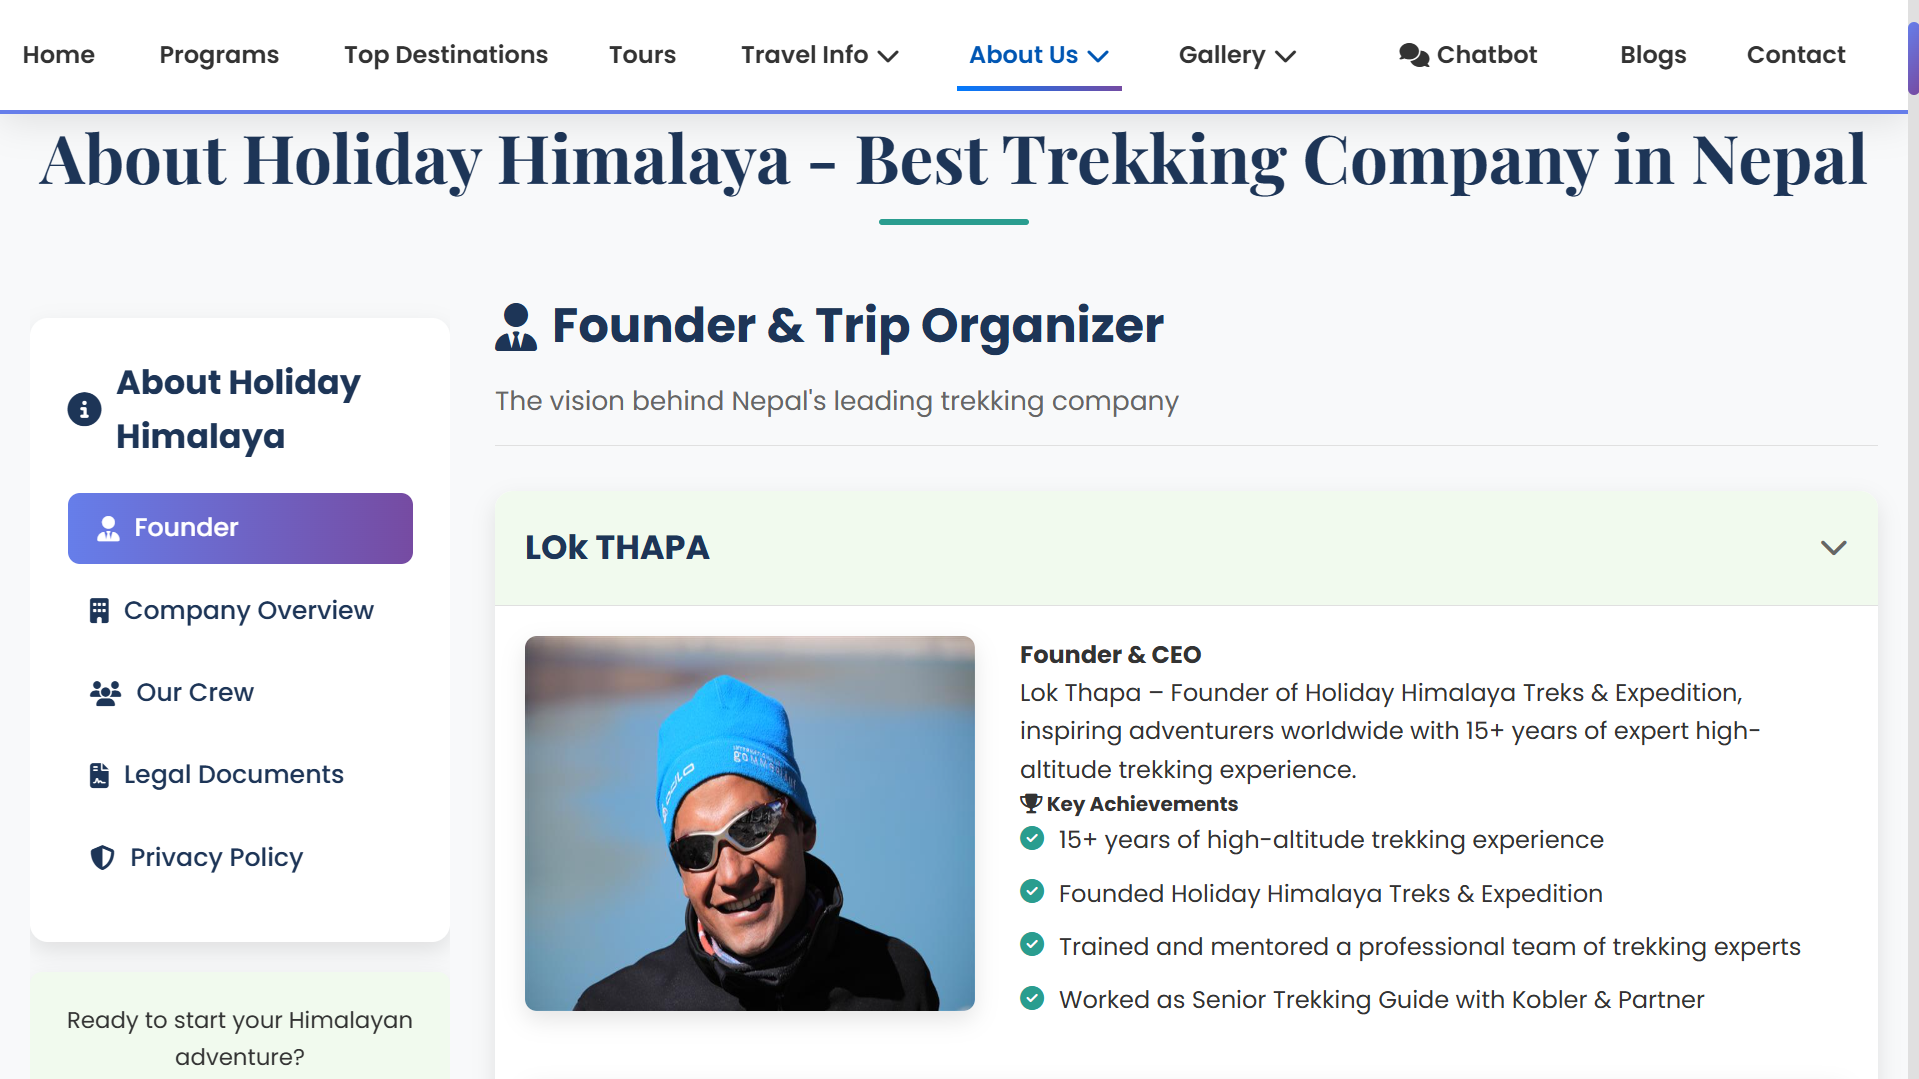 Home Programs Top Destinations Tours Travel Info About Us Gallery Chatbot Blogs Contact
About Holiday Himalaya - Best Trekking Company in Nepal
About Holiday
Himalaya
Founder
Company Overview
Our Crew
Legal Documents
Privacy Policy
Ready to start your Himalayan
adventure?
Founder & Trip Organizer
The vision behind Nepal's leading trekking company
LOk THAPA
Founder & CEO
Lok Thapa – Founder of Holiday Himalaya Treks & Expedition,
inspiring adventurers worldwide with 15+ years of expert high-
altitude trekking experience.
Key Achievements
15+ years of high-altitude trekking experience
Founded Holiday Himalaya Treks & Expedition
Trained and mentored a professional team of trekking experts
Worked as Senior Trekking Guide with Kobler & Partner